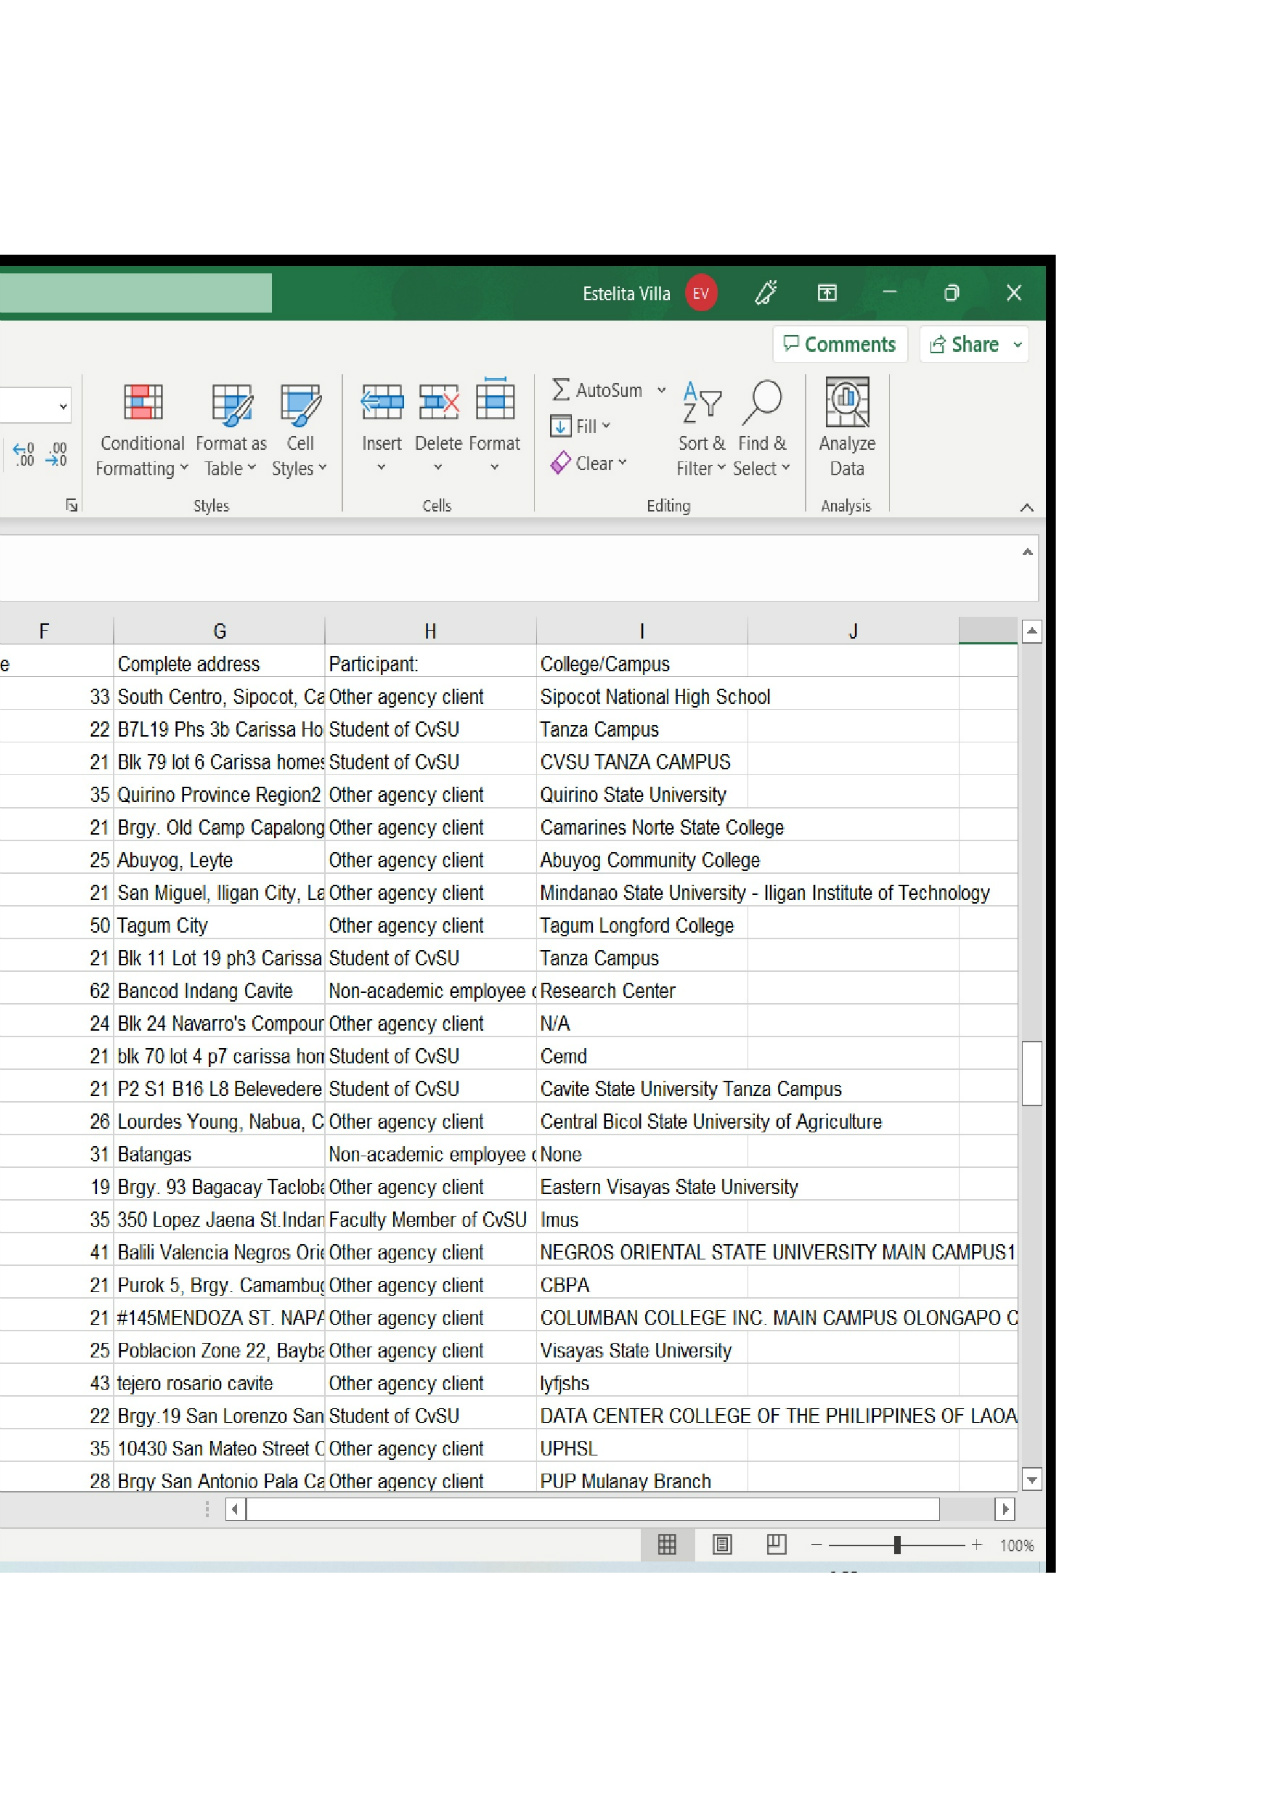 Estelita Villa EV
Comments Share
Conditional Formatting
Format as Table
Cell Styles
Insert Delete Format
AutoSum
Fill
Clear
Sort & Filter
Find & Select
Analyze Data
Styles Cells Editing Analysis
F G H I J
e Complete address Participant: College/Campus
33 South Centro, Sipocot, Ca Other agency client Sipocot National High School
22 B7L19 Phs 3b Carissa Ho Student of CvSU Tanza Campus
21 Blk 79 lot 6 Carissa homes Student of CvSU CVSU TANZA CAMPUS
35 Quirino Province Region2 Other agency client Quirino State University
21 Brgy. Old Camp Capalong Other agency client Camarines Norte State College
25 Abuyog, Leyte Other agency client Abuyog Community College
21 San Miguel, Iligan City, La Other agency client Mindanao State University - Iligan Institute of Technology
50 Tagum City Other agency client Tagum Longford College
21 Blk 11 Lot 19 ph3 Carissa Student of CvSU Tanza Campus
62 Bancod Indang Cavite Non-academic employee Research Center
24 Blk 24 Navarro's Compour Other agency client N/A
21 blk 70 lot 4 p7 carissa hom Student of CvSU Cemd
21 P2 S1 B16 L8 Belevedere Student of CvSU Cavite State University Tanza Campus
26 Lourdes Young, Nabua, C Other agency client Central Bicol State University of Agriculture
31 Batangas Non-academic employee None
19 Brgy. 93 Bagacay Tacloba Other agency client Eastern Visayas State University
35 350 Lopez Jaena St.Indan Faculty Member of CvSU Imus
41 Balili Valencia Negros Orie Other agency client NEGROS ORIENTAL STATE UNIVERSITY MAIN CAMPUS1
21 Purok 5, Brgy. Camambug Other agency client CBPA
21 #145MENDOZA ST. NAPA Other agency client COLUMBAN COLLEGE INC. MAIN CAMPUS OLONGAPO C
25 Poblacion Zone 22, Bayba Other agency client Visayas State University
43 tejero rosario cavite Other agency client lyfjshs
22 Brgy.19 San Lorenzo San Student of CvSU DATA CENTER COLLEGE OF THE PHILIPPINES OF LAOA
35 10430 San Mateo Street C Other agency client UPHSL
28 Brgy San Antonio Pala Ca Other agency client PUP Mulanay Branch
100%